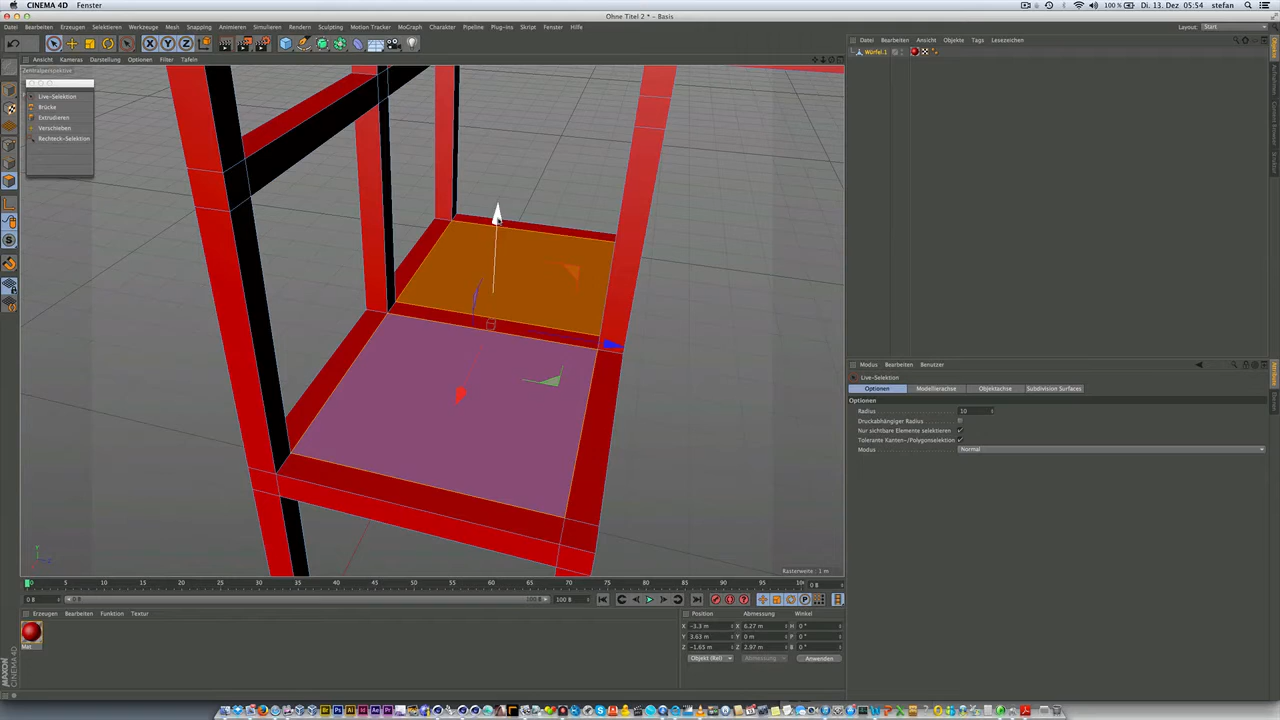 CINEMA 4D Fenster
100 % Di. 13. Dez 05:54 stefan
Ohne Titel 2 * – Basis
Datei Bearbeiten Erzeugen Selektieren Werkzeuge Mesh Snapping Animieren Simulieren Rendern Sculpting Motion Tracker MoGraph Charakter Pipeline Plug-ins Skript Fenster Hilfe
Layout: Start
Ansicht Kameras Darstellung Optionen Filter Tafeln
Datei Bearbeiten Ansicht Objekte Tags Lesezeichen
Zentralperspektive
Würfel.1
Live-Selektion
Brücke
Extrudieren
Verschieben
Rechteck-Selektion
Modus Bearbeiten Benutzer
Live-Selektion
Optionen Modellierachse Objektachse Subdivision Surfaces
Optionen
Radius 10
Druckabhängiger Radius
Nur sichtbare Elemente selektieren
Tolerante Kanten-/Polygonselektion
Modus Normal
Rasterweite : 1 m
0 5 10 15 20 25 30 35 40 45 50 55 60 65 70 75 80 85 90 95 100 0 B
0 B 0 B 100 B 100 B
Erzeugen Bearbeiten Funktion Textur
Mat
Position Abmessung Winkel
X -3.3 m X 6.27 m H 0 °
Y 3.63 m Y 0 m P 0 °
Z -1.65 m Z 2.97 m B 0 °
Objekt (Rel) Abmessung Anwenden
MAXON CINEMA 4D